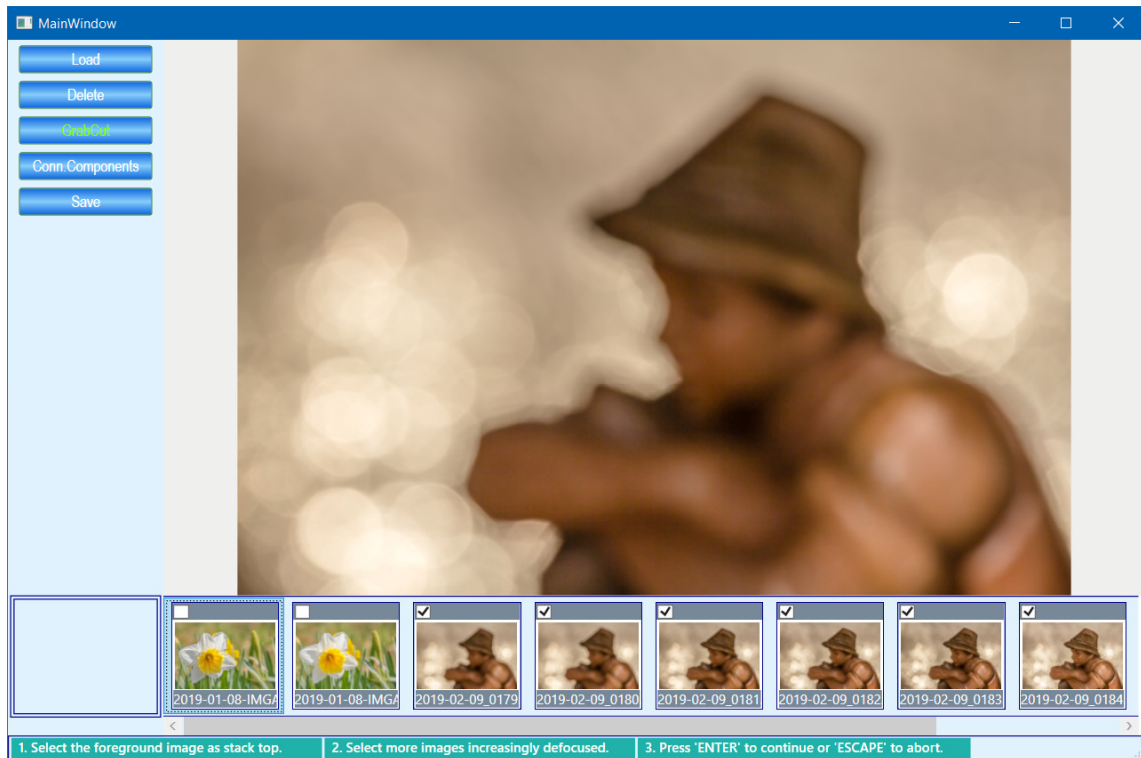 MainWindow
Load
Delete
GrabCut
Conn.Components
Save
2019-01-08-IMGA
2019-01-08-IMGA
2019-02-09_0179
2019-02-09_0180
2019-02-09_0181
2019-02-09_0182
2019-02-09_0183
2019-02-09_0184
1. Select the foreground image as stack top.
2. Select more images increasingly defocused.
3. Press 'ENTER' to continue or 'ESCAPE' to abort.